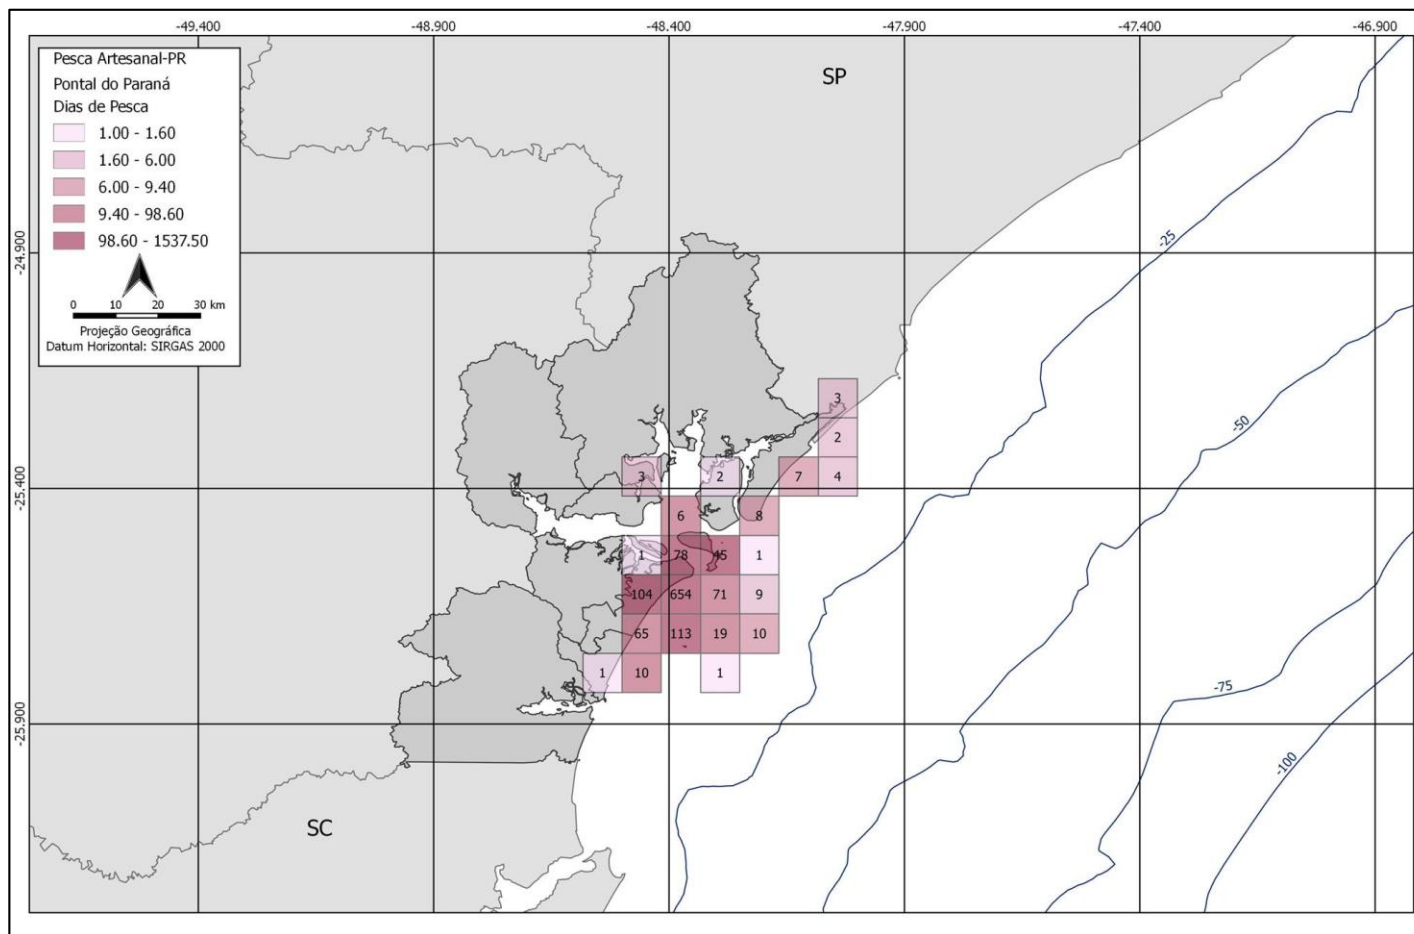 -49.400 -48.900 -48.400 -47.900 -47.400 -46.900
Pesca Artesanal-PR
Pontal do Paraná
Dias de Pesca
1.00 - 1.60
1.60 - 6.00
6.00 - 9.40
9.40 - 98.60
98.60 - 1537.50
0 10 20 30 km
Projeção Geográfica
Datum Horizontal: SIRGAS 2000
SP
-24.900
-25
3
-50
2
3 2 7 4
-25.400
6 8
1 78 45 1
104 654 71 9
65 113 19 10
1 10 1
-75
-25.900
-100
SC